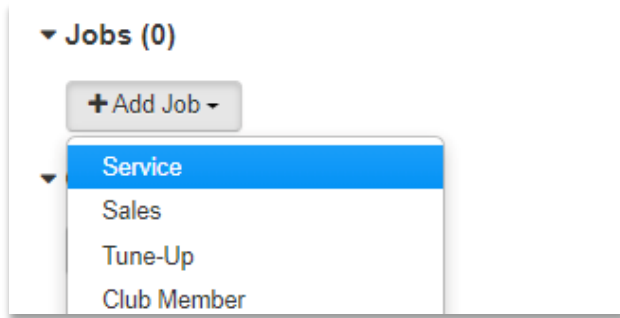 Jobs (0)
+ Add Job
Service
Sales
Tune-Up
Club Member